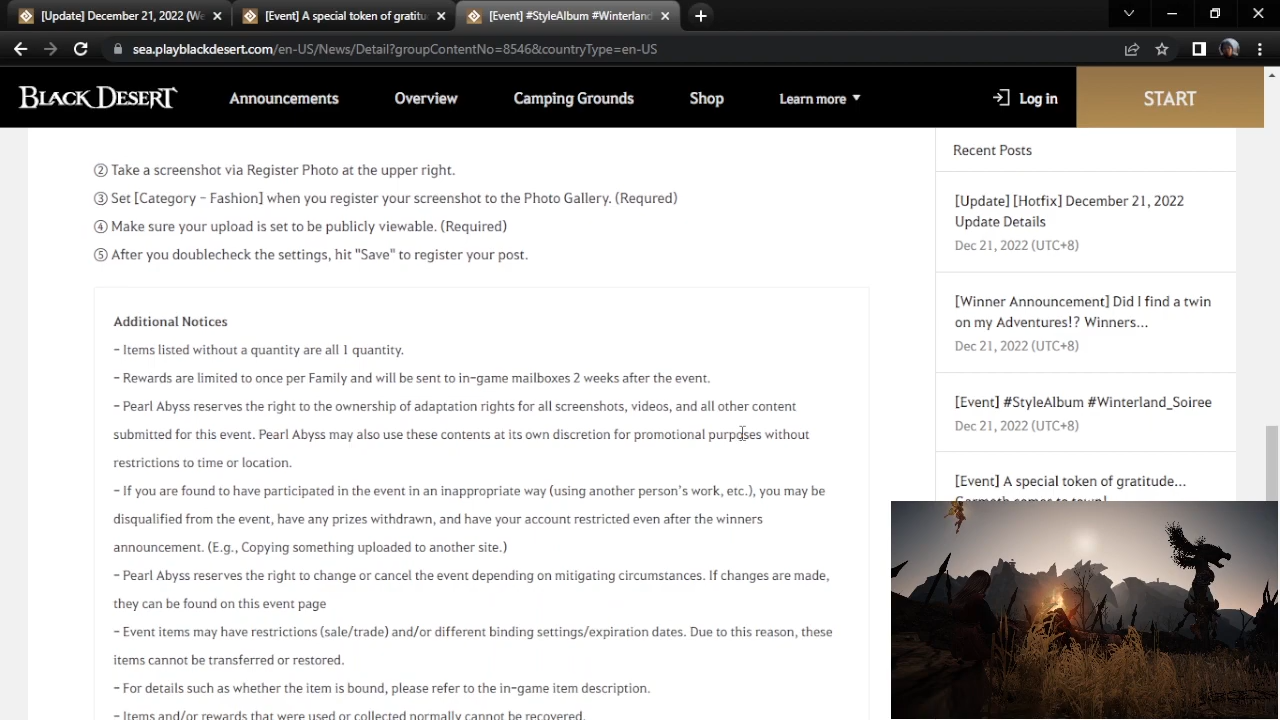 [Update] December 21, 2022 (We
[Event] A special token of gratitu
[Event] #StyleAlbum #Winterland
sea.playblackdesert.com/en-US/News/Detail?groupContentNo=8546&countryType=en-US
BLACK DESERT
Announcements
Overview
Camping Grounds
Shop
Learn more
Log in
START
② Take a screenshot via Register Photo at the upper right.
③ Set [Category – Fashion] when you register your screenshot to the Photo Gallery. (Requred)
④ Make sure your upload is set to be publicly viewable. (Required)
⑤ After you doublecheck the settings, hit "Save" to register your post.
Additional Notices
– Items listed without a quantity are all 1 quantity.
– Rewards are limited to once per Family and will be sent to in-game mailboxes 2 weeks after the event.
– Pearl Abyss reserves the right to the ownership of adaptation rights for all screenshots, videos, and all other content
submitted for this event. Pearl Abyss may also use these contents at its own discretion for promotional purposes without
restrictions to time or location.
– If you are found to have participated in the event in an inappropriate way (using another person's work, etc.), you may be
disqualified from the event, have any prizes withdrawn, and have your account restricted even after the winners
announcement. (E.g., Copying something uploaded to another site.)
– Pearl Abyss reserves the right to change or cancel the event depending on mitigating circumstances. If changes are made,
they can be found on this event page
– Event items may have restrictions (sale/trade) and/or different binding settings/expiration dates. Due to this reason, these
items cannot be transferred or restored.
– For details such as whether the item is bound, please refer to the in-game item description.
– Items and/or rewards that were used or collected normally cannot be recovered.
Recent Posts
[Update] [Hotfix] December 21, 2022
Update Details
Dec 21, 2022 (UTC+8)
[Winner Announcement] Did I find a twin
on my Adventures!? Winners...
Dec 21, 2022 (UTC+8)
[Event] #StyleAlbum #Winterland_Soiree
Dec 21, 2022 (UTC+8)
[Event] A special token of gratitude...
Garmoth comes to town!